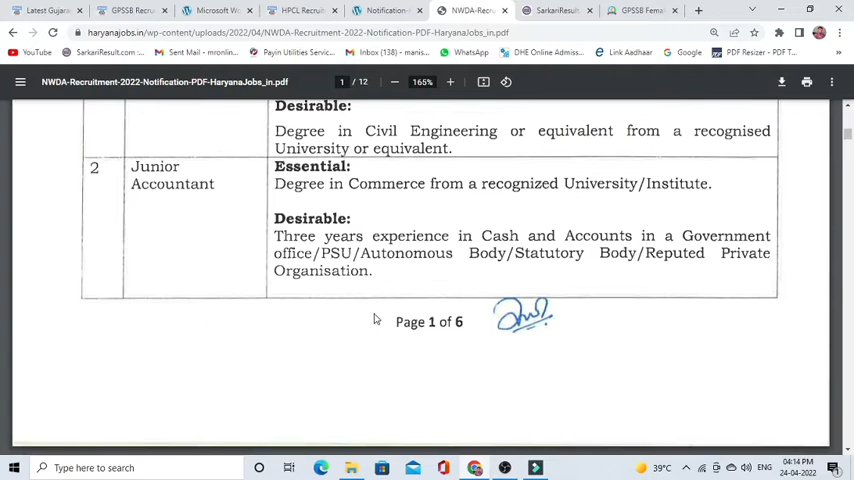 Latest Gujara
GPSSB Recru
Microsoft Wo
HPCL Recruit
Notification-
NWDA-Recru
SarkariResult
GPSSB Fema
haryanajobs.in/wp-content/uploads/2022/04/NWDA-Recruitment-2022-Notification-PDF-HaryanaJobs_in.pdf
YouTube
SarkariResult.Com :...
Sent Mail - mronlin...
Payin Utility Servic...
Inbox (138) - manis...
WhatsApp
DHE Online Admiss...
Link Aadhaar
Google
PDF Resizer | PDF T...
NWDA-Recruitment-2022-Notification-PDF-HaryanaJobs_in.pdf
1 / 12
165%
Desirable:
Degree in Civil Engineering or equivalent from a recognised
University or equivalent.
2
Junior
Accountant
Essential:
Degree in Commerce from a recognized University/Institute.
Desirable:
Three years experience in Cash and Accounts in a Government
office/PSU/Autonomous Body/Statutory Body/Reputed Private
Organisation.
Page 1 of 6
Type here to search
39°C
ENG
04:14 PM
24-04-2022